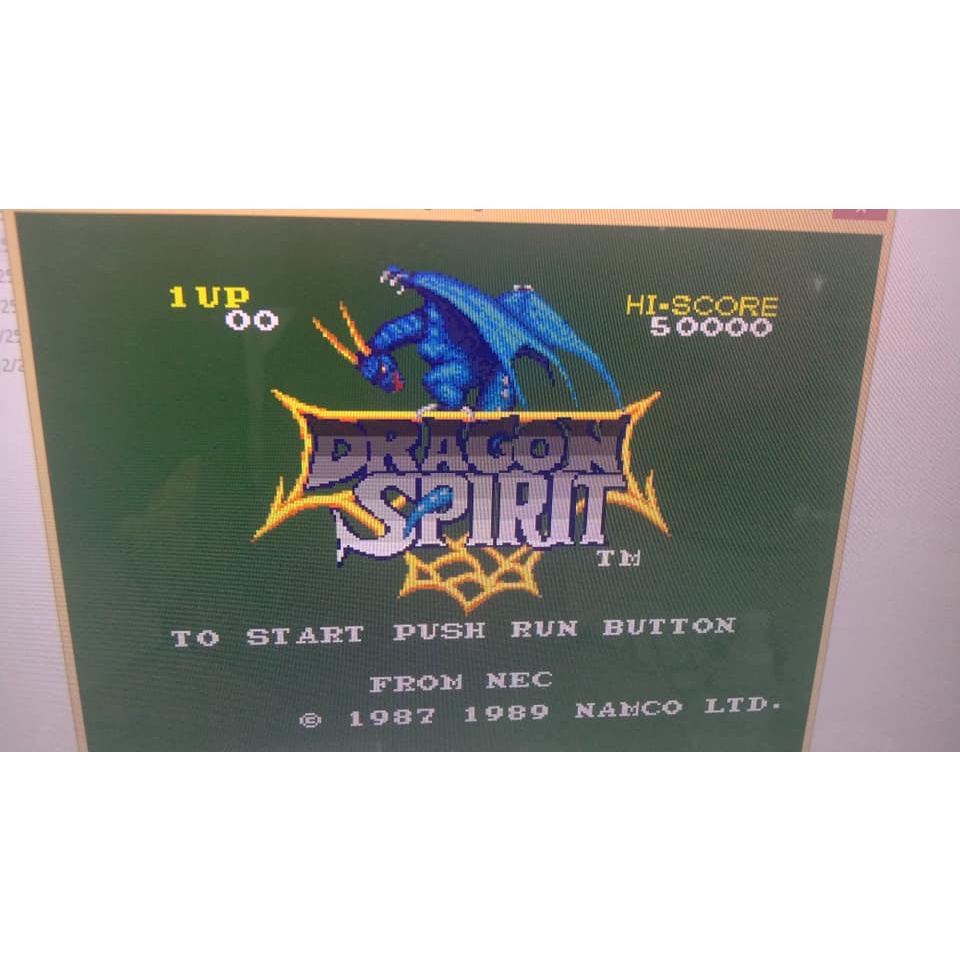 1UP
00
HI-SCORE
50000
DRAGON
SPIRIT
TM
TO START PUSH RUN BUTTON
FROM NEC
© 1987 1989 NAMCO LTD.